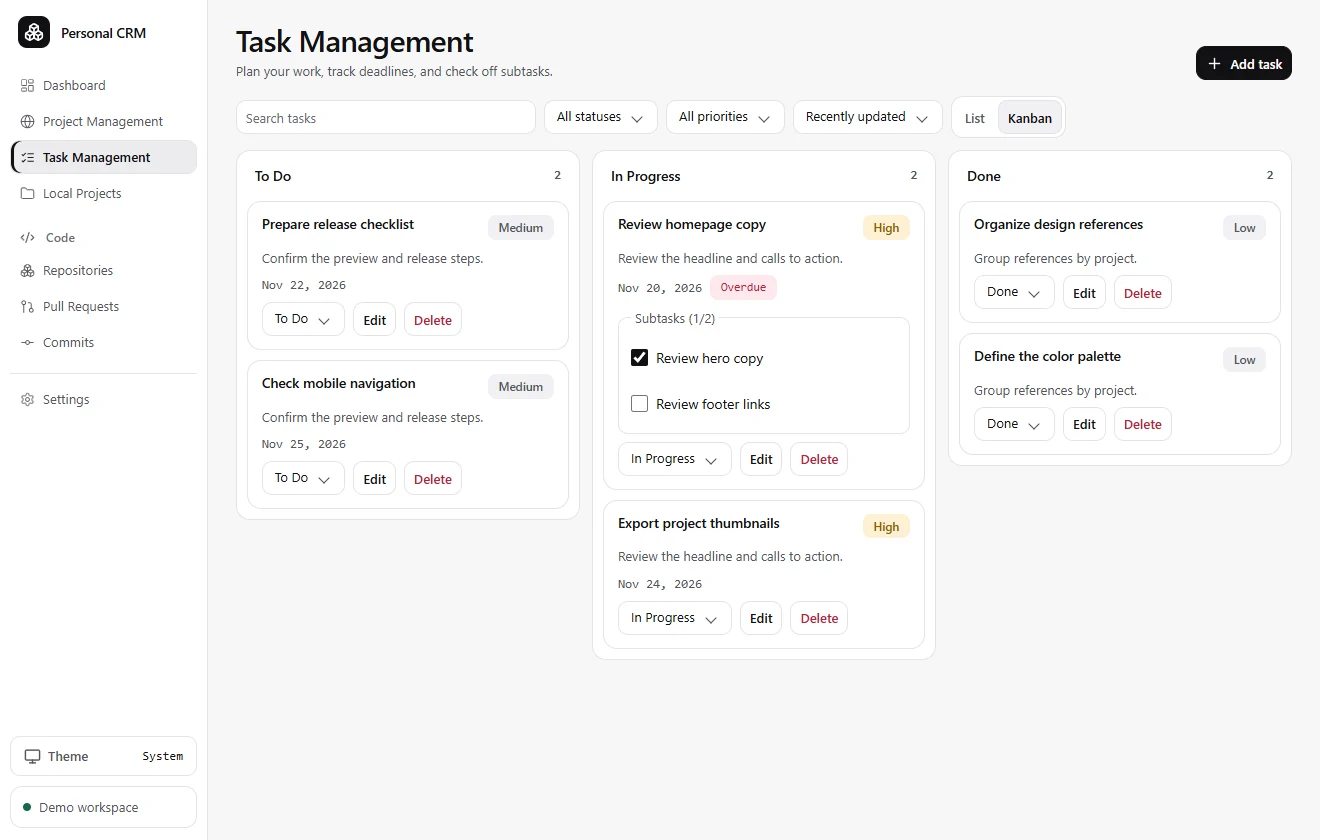 Personal CRM
Dashboard
Project Management
Task Management
Local Projects
Code
Repositories
Pull Requests
Commits
Settings
Theme System
Demo workspace
Task Management
Plan your work, track deadlines, and check off subtasks.
Add task
Search tasks
All statuses
All priorities
Recently updated
List
Kanban
To Do 2
Prepare release checklist Medium
Confirm the preview and release steps.
Nov 22, 2026
To Do Edit Delete
Check mobile navigation Medium
Confirm the preview and release steps.
Nov 25, 2026
To Do Edit Delete
In Progress 2
Review homepage copy High
Review the headline and calls to action.
Nov 20, 2026 Overdue
Subtasks (1/2)
Review hero copy
Review footer links
In Progress Edit Delete
Export project thumbnails High
Review the headline and calls to action.
Nov 24, 2026
In Progress Edit Delete
Done 2
Organize design references Low
Group references by project.
Done Edit Delete
Define the color palette Low
Group references by project.
Done Edit Delete